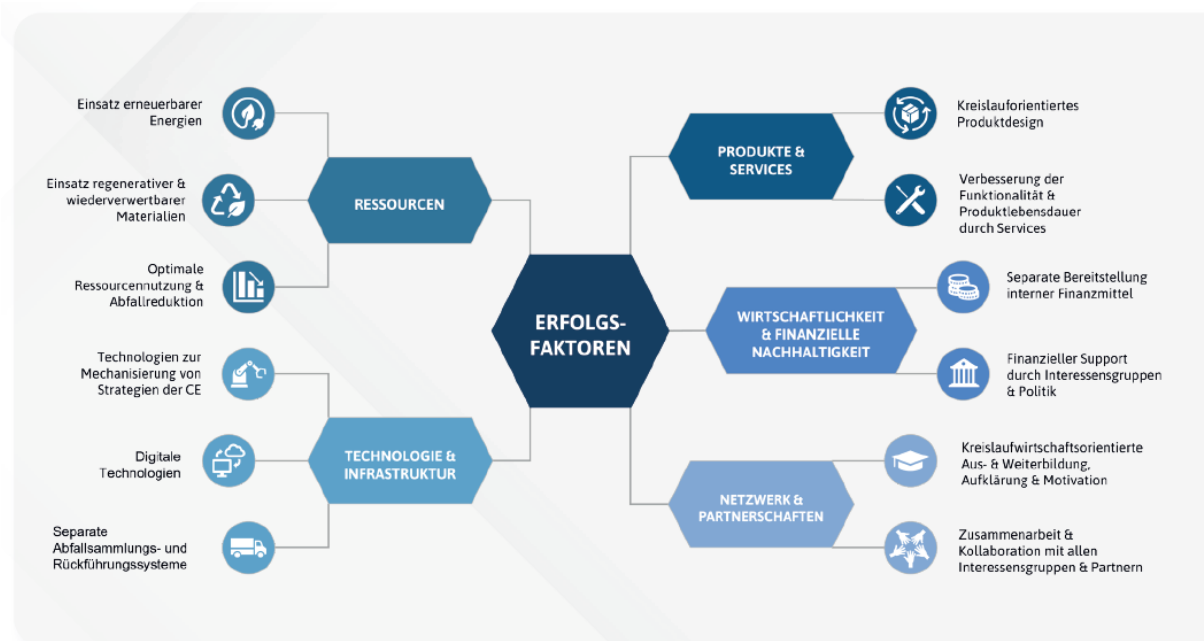 Einsatz erneuerbarer
Energien
Einsatz regenerativer &
wiederverwertbarer
Materialien
Optimale
Ressourcennutzung &
Abfallreduktion
RESSOURCEN
Technologien zur
Mechanisierung von
Strategien der CE
Digitale
Technologien
Separate
Abfallsammlungs- und
Rückführungssysteme
TECHNOLOGIE &
INFRASTRUKTUR
ERFOLGS-
FAKTOREN
PRODUKTE &
SERVICES
Kreislauforientiertes
Produktdesign
Verbesserung der
Funktionalität &
Produktlebensdauer
durch Services
WIRTSCHAFTLICHKEIT
& FINANZIELLE
NACHHALTIGKEIT
Separate Bereitstellung
interner Finanzmittel
Finanzieller Support
durch Interessensgruppen
& Politik
NETZWERK &
PARTNERSCHAFTEN
Kreislaufwirtschaftsorientierte
Aus- & Weiterbildung,
Aufklärung & Motivation
Zusammenarbeit &
Kollaboration mit allen
Interessensgruppen & Partnern